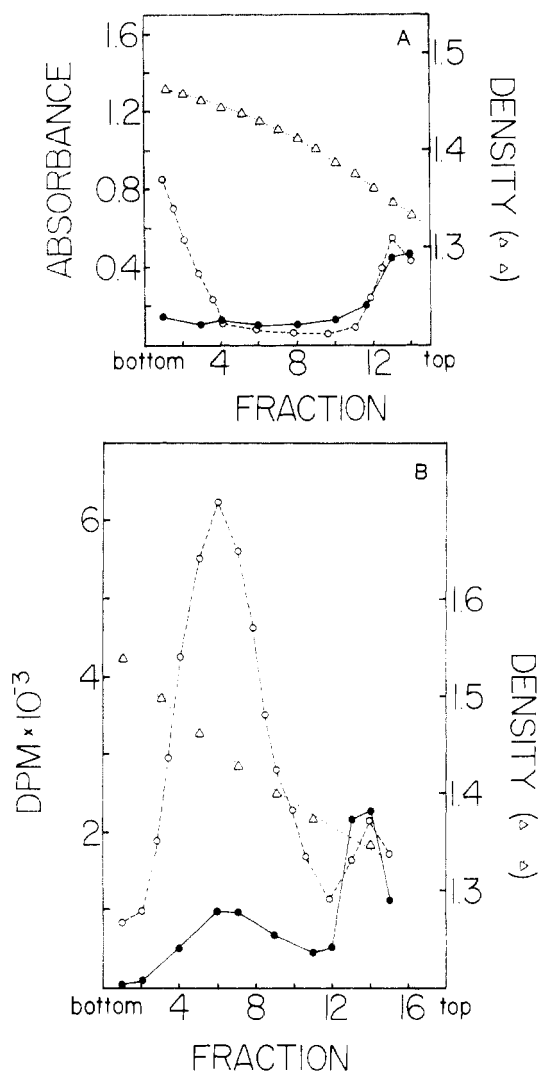 A
1.6
1.2
0.8
0.4
ABSORBANCE
1.5
1.4
1.3
DENSITY (△ △)
bottom 4 8 12 top
FRACTION
B
6
4
2
DPM × 10⁻³
1.6
1.5
1.4
1.3
DENSITY (△ △)
bottom 4 8 12 16 top
FRACTION